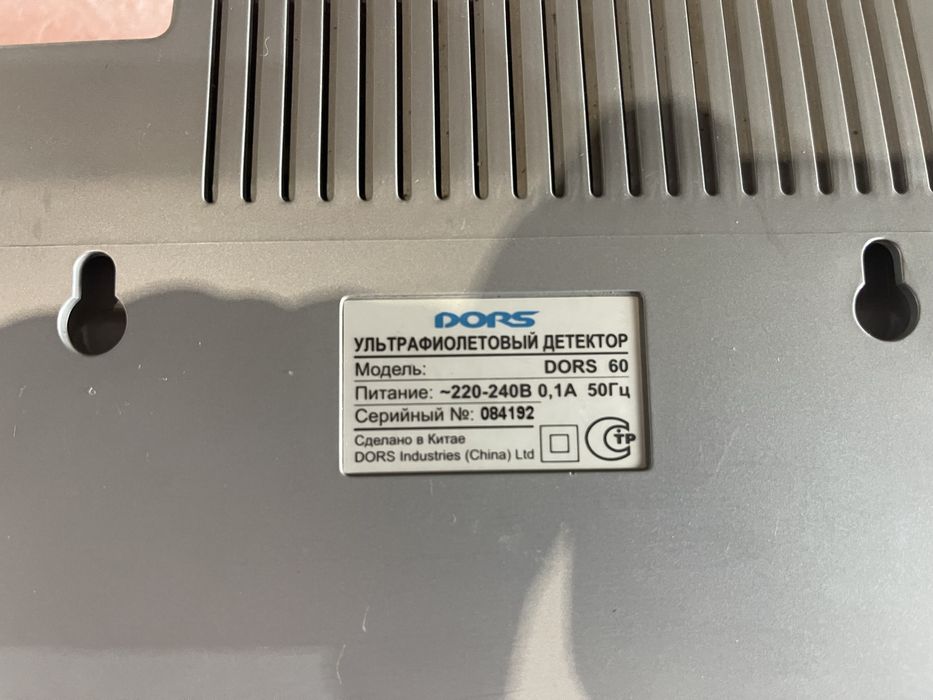 DORS
УЛЬТРАФИОЛЕТОВЫЙ ДЕТЕКТОР
Модель: DORS 60
Питание: ~220-240В 0,1А 50Гц
Серийный №: 084192
Сделано в Китае
DORS Industries (China) Ltd
СТР